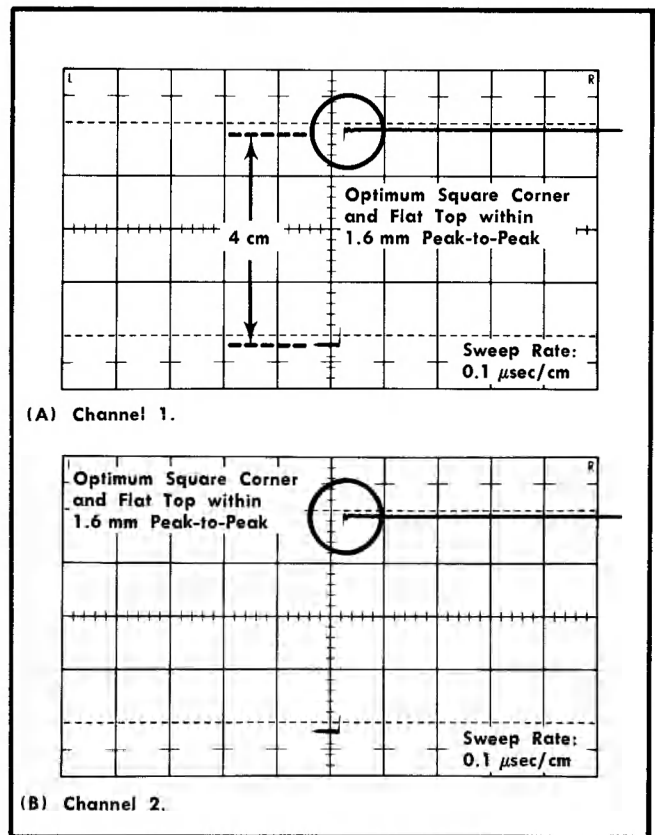 L R
Optimum Square Corner
and Flat Top within
1.6 mm Peak-to-Peak
4 cm
Sweep Rate:
0.1 μsec/cm
(A) Channel 1.
R
Optimum Square Corner
and Flat Top within
1.6 mm Peak-to-Peak
Sweep Rate:
0.1 μsec/cm
(B) Channel 2.